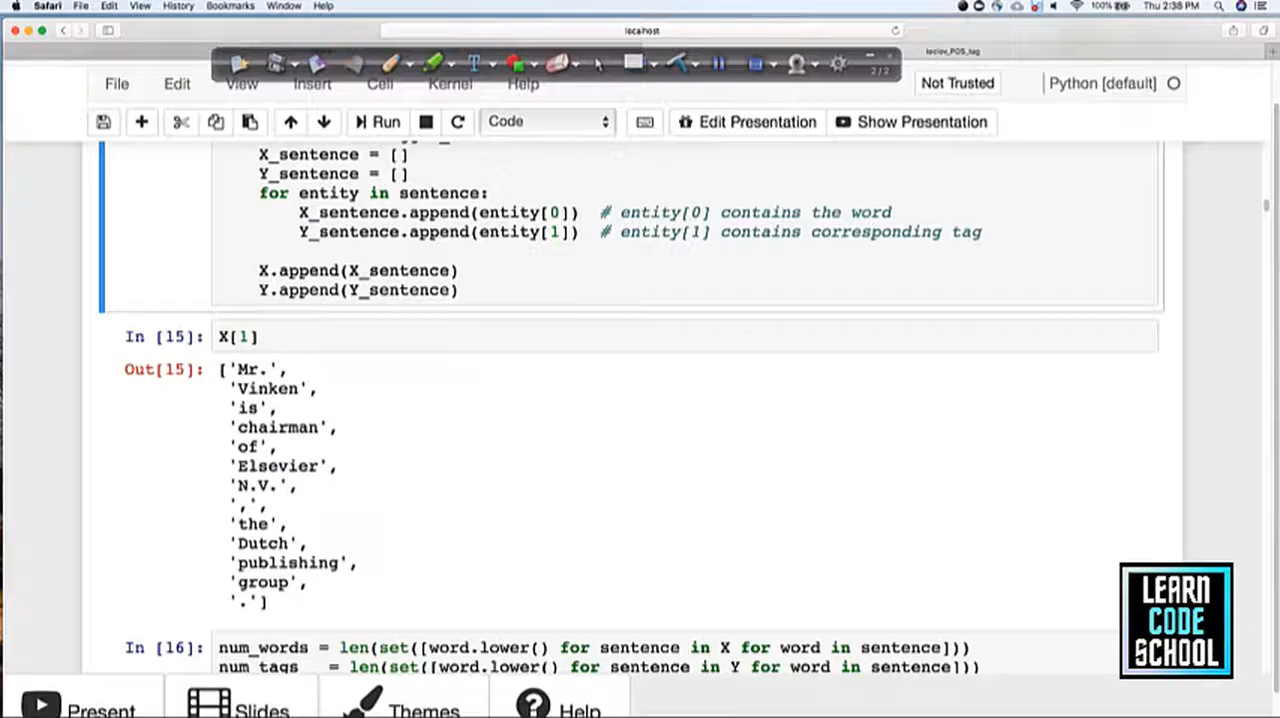 Safari File Edit View History Bookmarks Window Help 100% Thu 2:38 PM
localhost
teclov_POS_tag
2/2
File Edit View Insert Cell Kernel Help Not Trusted Python [default]
Run Code Edit Presentation Show Presentation
X_sentence = []
Y_sentence = []
for entity in sentence:
X_sentence.append(entity[0]) # entity[0] contains the word
Y_sentence.append(entity[1]) # entity[1] contains corresponding tag
X.append(X_sentence)
Y.append(Y_sentence)
In [15]: X[1]
Out[15]: ['Mr.',
'Vinken',
'is',
'chairman',
'of',
'Elsevier',
'N.V.',
',',
'the',
'Dutch',
'publishing',
'group',
'.']
In [16]: num_words = len(set([word.lower() for sentence in X for word in sentence]))
num_tags = len(set([word.lower() for sentence in Y for word in sentence]))
LEARN
CODE
SCHOOL
Present Slides Themes Help